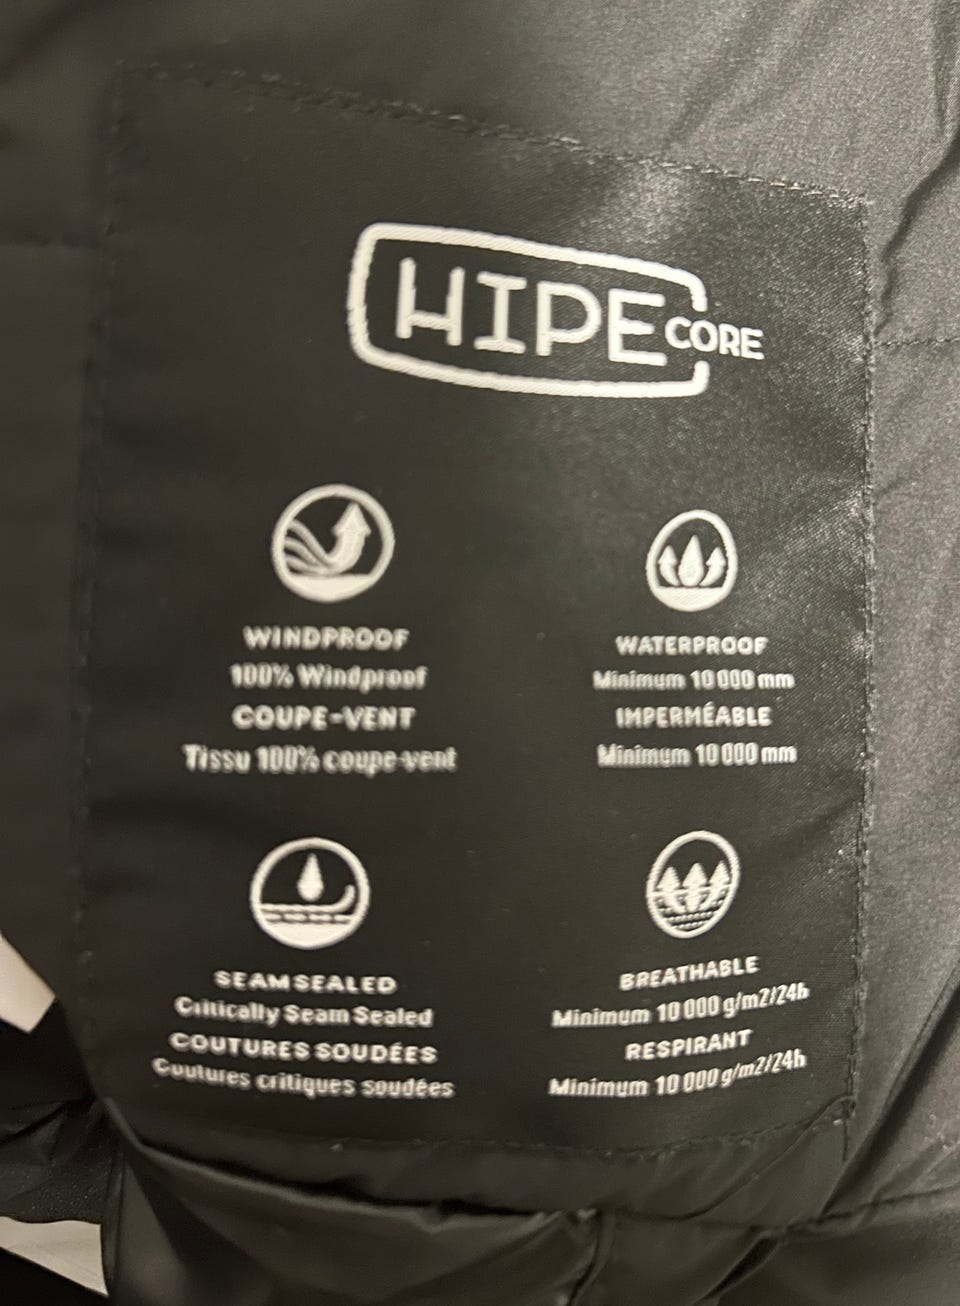 HIPE CORE
WINDPROOF
100% Windproof
COUPE-VENT
Tissu 100% coupe-vent
WATERPROOF
Minimum 10 000 mm
IMPERMÉABLE
Minimum 10 000 mm
SEAM SEALED
Critically Seam Sealed
COUTURES SOUDÉES
Coutures critiques soudées
BREATHABLE
Minimum 10 000 g/m2/24h
RESPIRANT
Minimum 10 000 g/m2/24h